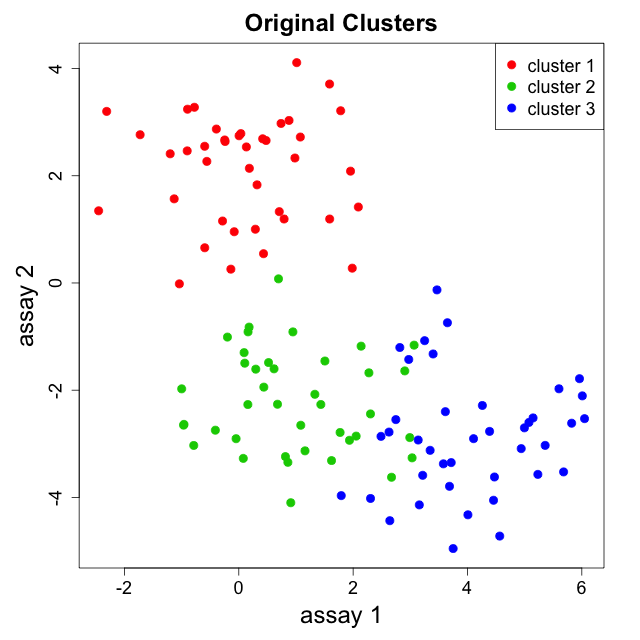 Original Clusters
cluster 1
cluster 2
cluster 3
assay 2
4
2
0
-2
-4
-2 0 2 4 6
assay 1